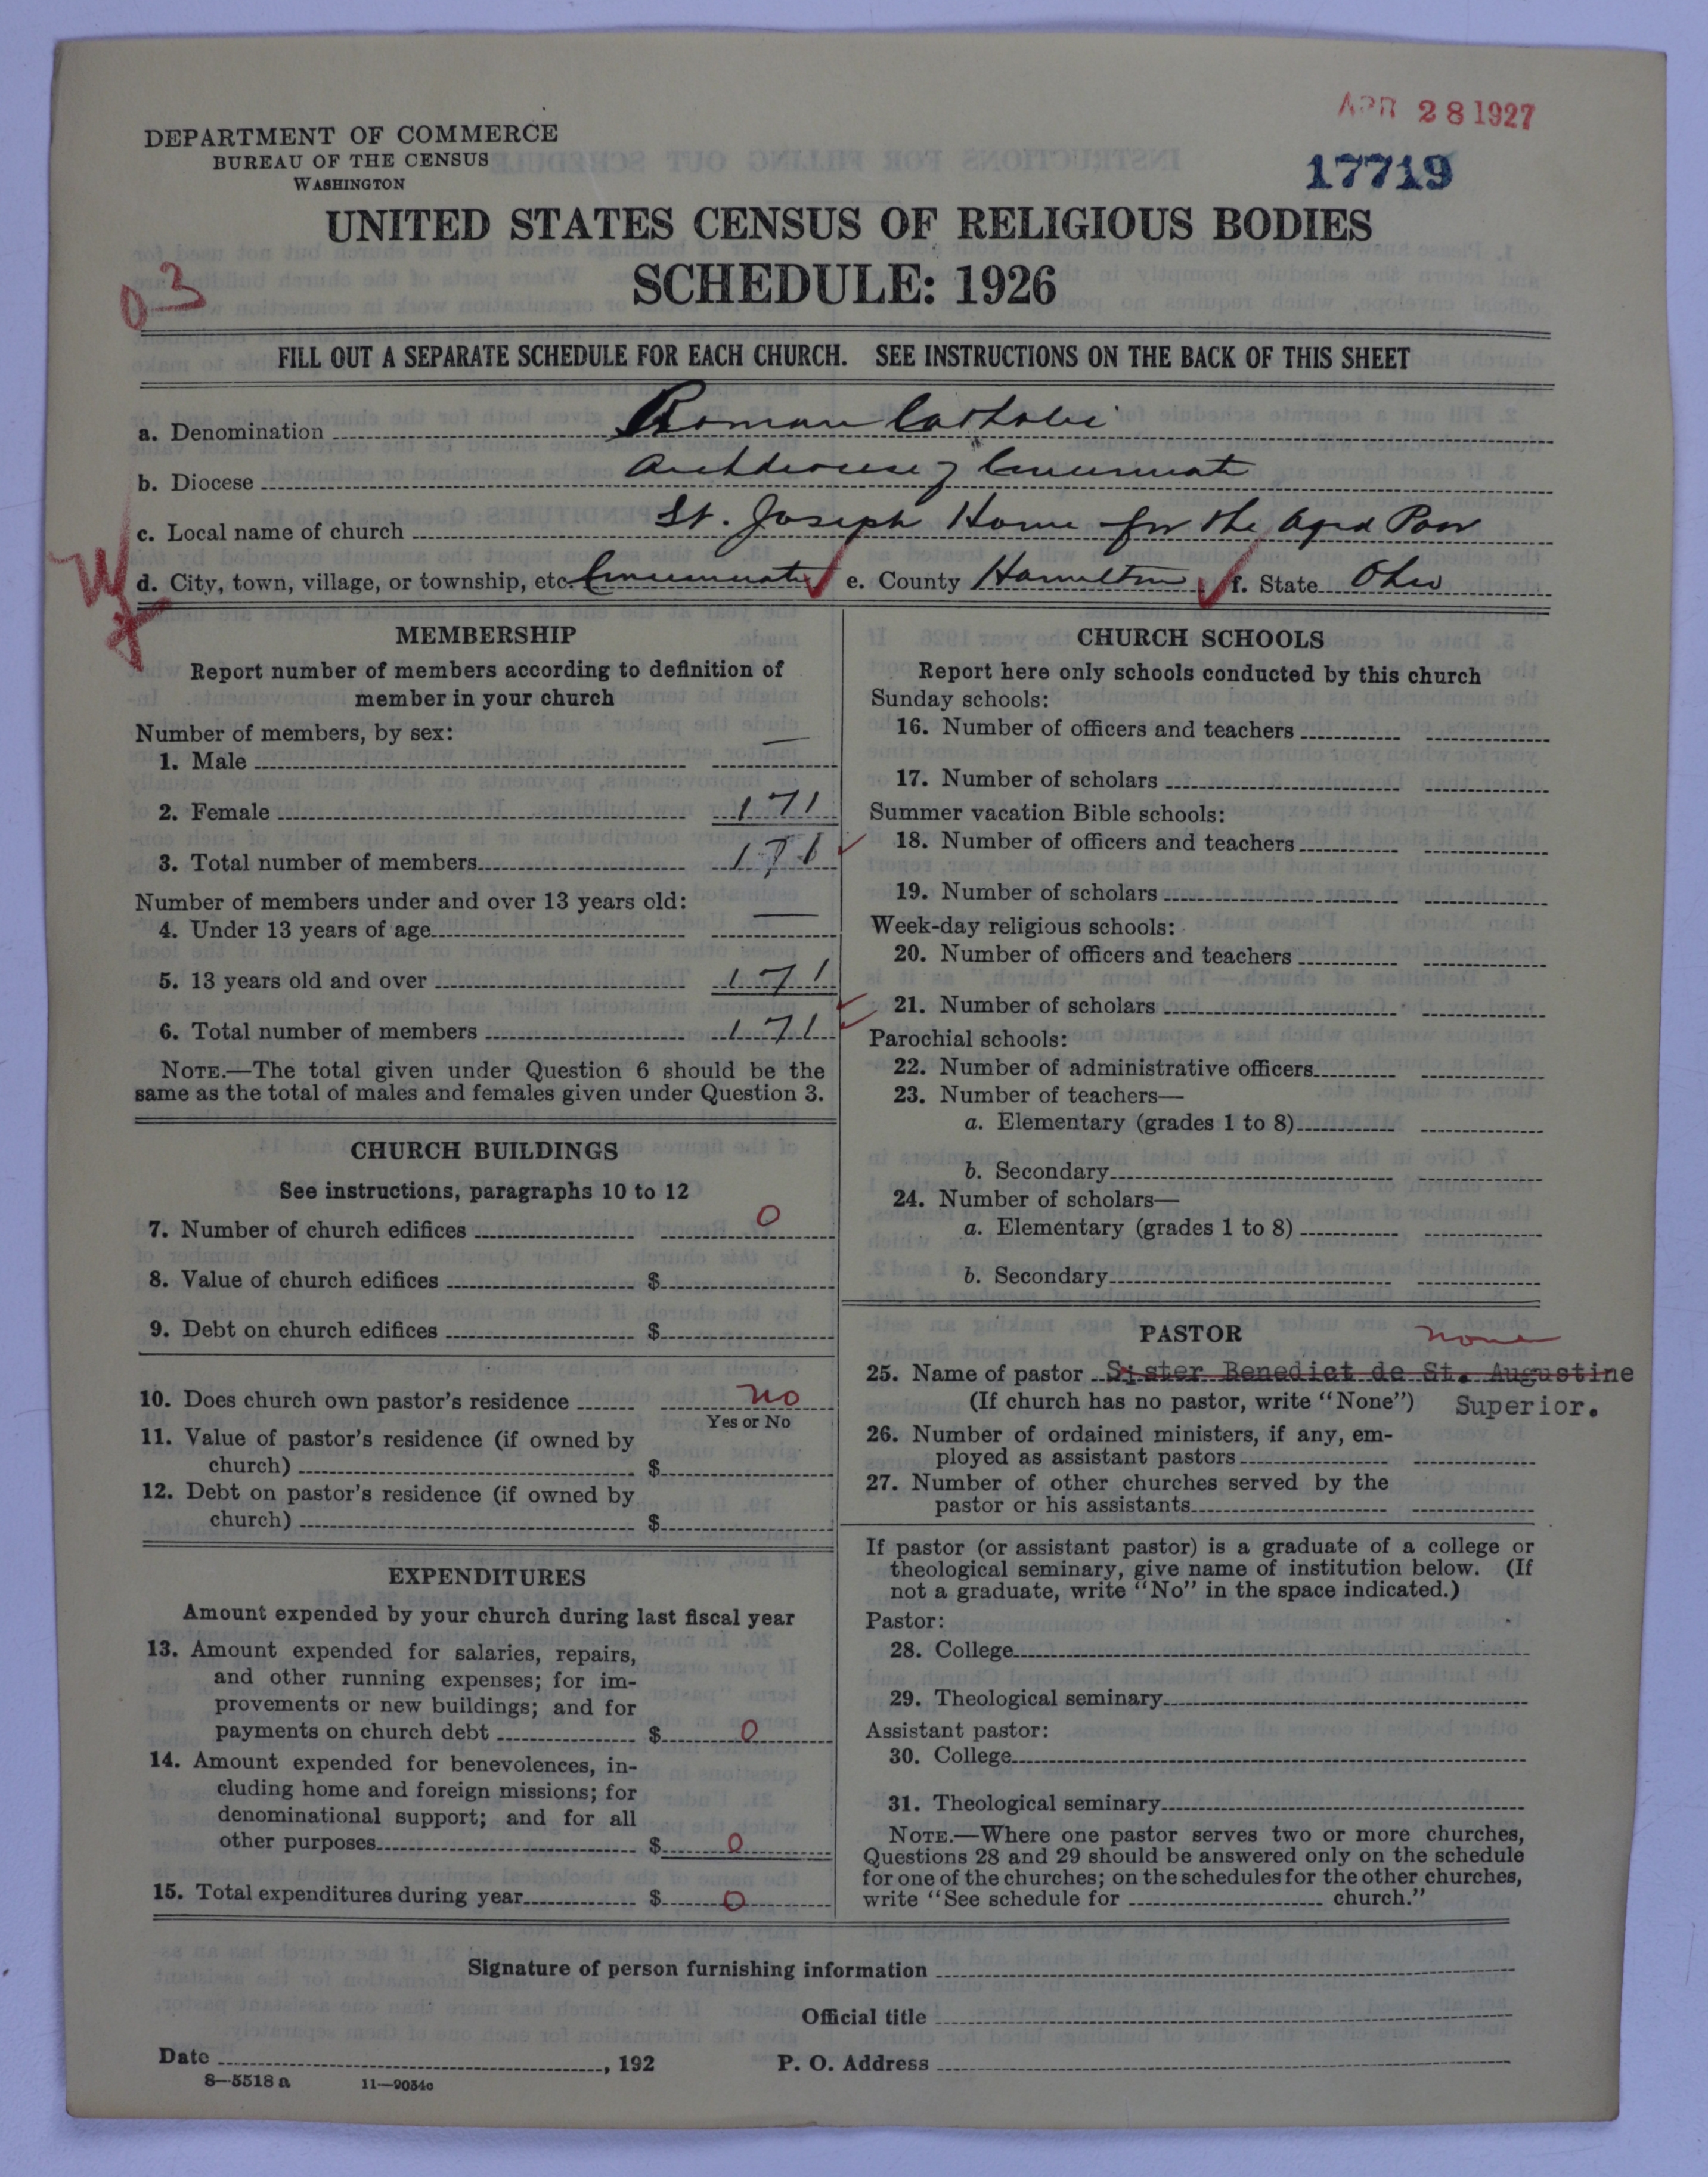 APR 28 1927
DEPARTMENT OF COMMERCE
BUREAU OF THE CENSUS
WASHINGTON
17719
UNITED STATES CENSUS OF RELIGIOUS BODIES
SCHEDULE: 1926
03
FILL OUT A SEPARATE SCHEDULE FOR EACH CHURCH. SEE INSTRUCTIONS ON THE BACK OF THIS SHEET
a. Denomination Roman Catholic
b. Diocese Archdiocese of Cincinnati
c. Local name of church St. Joseph Home for the Aged Poor
d. City, town, village, or township, etc. Cincinnati e. County Hamilton f. State Ohio
MEMBERSHIP
Report number of members according to definition of
member in your church
Number of members, by sex:
1. Male —
2. Female 171
3. Total number of members 171
Number of members under and over 13 years old:
4. Under 13 years of age —
5. 13 years old and over 171
6. Total number of members 171
NOTE.—The total given under Question 6 should be the
same as the total of males and females given under Question 3.
CHURCH BUILDINGS
See instructions, paragraphs 10 to 12
7. Number of church edifices 0
8. Value of church edifices $
9. Debt on church edifices $
10. Does church own pastor's residence no
Yes or No
11. Value of pastor's residence (if owned by
church) $
12. Debt on pastor's residence (if owned by
church) $
EXPENDITURES
Amount expended by your church during last fiscal year
13. Amount expended for salaries, repairs,
and other running expenses; for im-
provements or new buildings; and for
payments on church debt $ 0
14. Amount expended for benevolences, in-
cluding home and foreign missions; for
denominational support; and for all
other purposes $ 0
15. Total expenditures during year $ 0
CHURCH SCHOOLS
Report here only schools conducted by this church
Sunday schools:
16. Number of officers and teachers
17. Number of scholars
Summer vacation Bible schools:
18. Number of officers and teachers
19. Number of scholars
Week-day religious schools:
20. Number of officers and teachers
21. Number of scholars
Parochial schools:
22. Number of administrative officers
23. Number of teachers—
a. Elementary (grades 1 to 8)
b. Secondary
24. Number of scholars—
a. Elementary (grades 1 to 8)
b. Secondary
PASTOR
none
25. Name of pastor Sister Benedict de St. Augustine
(If church has no pastor, write "None") Superior.
26. Number of ordained ministers, if any, em-
ployed as assistant pastors
27. Number of other churches served by the
pastor or his assistants
If pastor (or assistant pastor) is a graduate of a college or
theological seminary, give name of institution below. (If
not a graduate, write "No" in the space indicated.)
Pastor:
28. College
29. Theological seminary
Assistant pastor:
30. College
31. Theological seminary
NOTE.—Where one pastor serves two or more churches,
Questions 28 and 29 should be answered only on the schedule
for one of the churches; on the schedules for the other churches,
write "See schedule for church."
Signature of person furnishing information
Official title
Date , 192 P. O. Address
8—5518 a 11—9054c